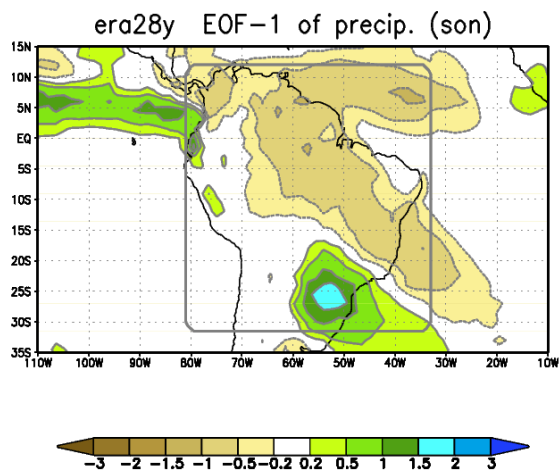 era28y EOF-1 of precip. (son)
15N
10N
5N
EQ
5S
10S
15S
20S
25S
30S
35S
110W 100W 90W 80W 70W 60W 50W 40W 30W 20W 10W
-3 -2 -1.5 -1 -0.5 -0.2 0.2 0.5 1 1.5 2 3